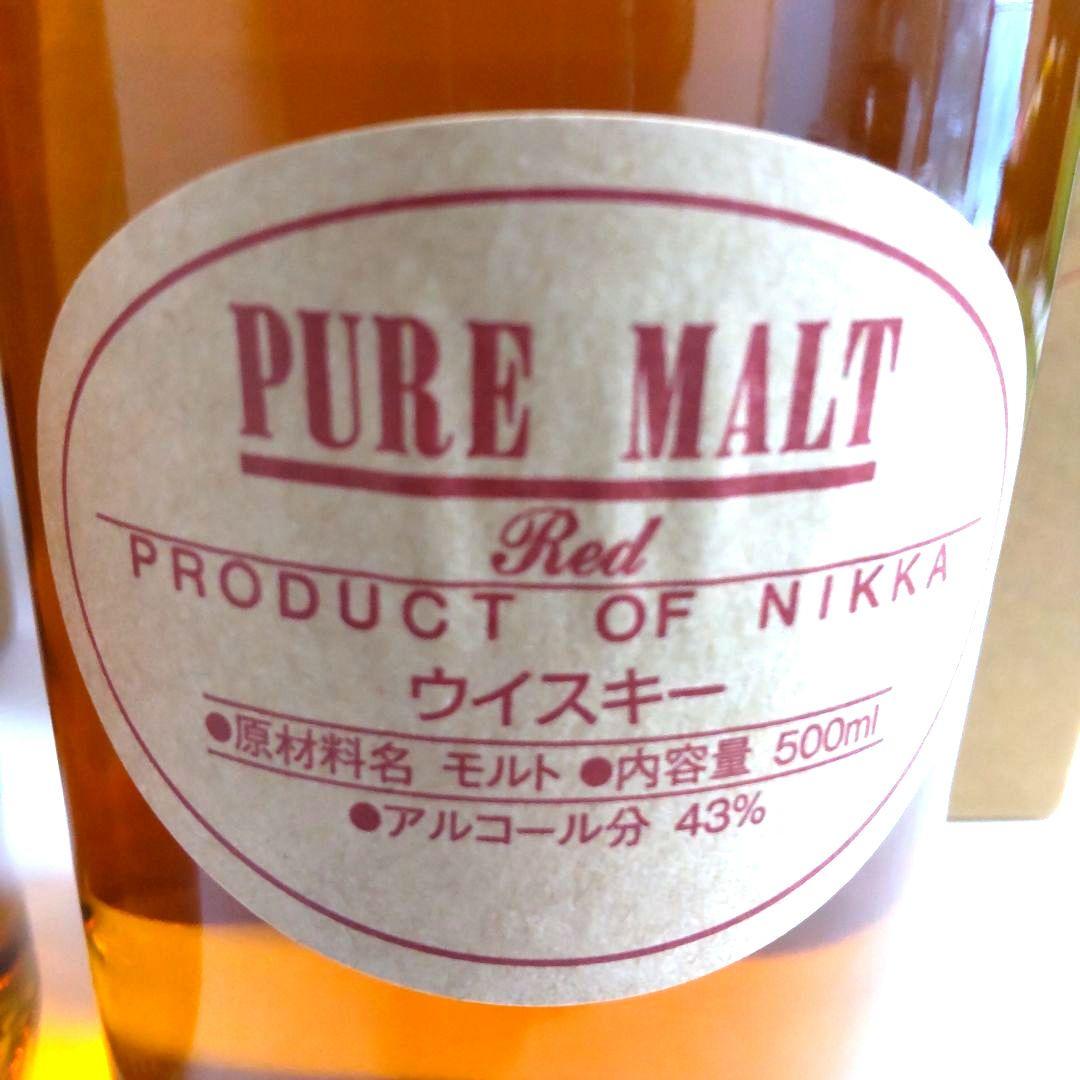 PURE MALT
Red
PRODUCT OF NIKKA
ウイスキー
●原材料名 モルト ●内容量 500ml
●アルコール分 43%